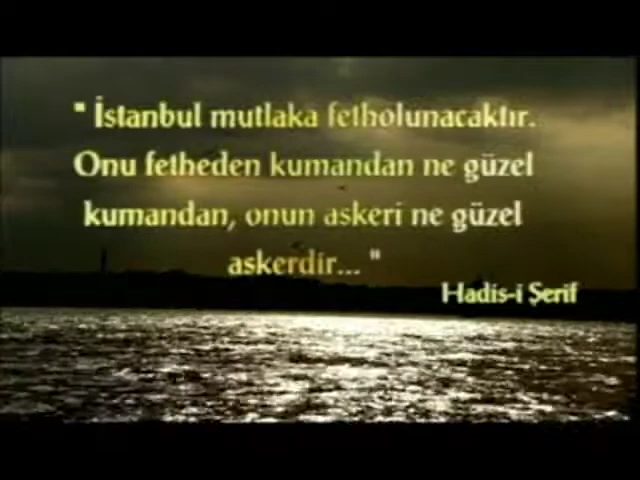 " İstanbul mutlaka fetholunacaktır.
Onu fetheden kumandan ne güzel
kumandan, onun askeri ne güzel
askerdir... "
Hadis-i Şerif